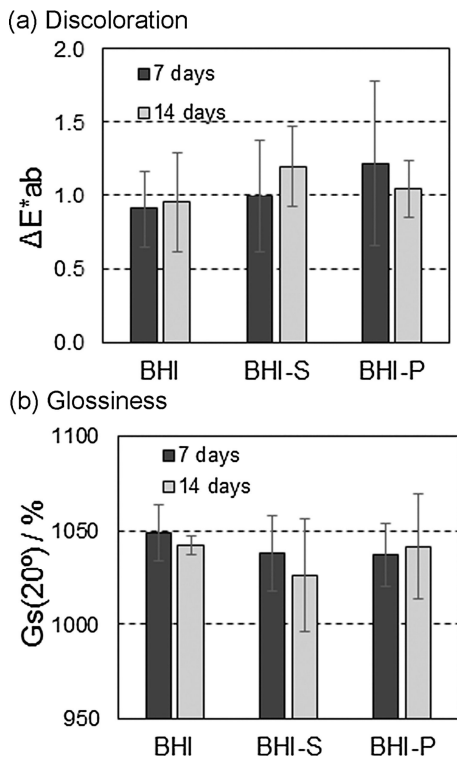 (a) Discoloration
2.0
1.5
1.0
0.5
0.0
ΔE*ab
7 days
14 days
BHI BHI-S BHI-P
(b) Glossiness
1100
1050
1000
950
Gs(20º) / %
7 days
14 days
BHI BHI-S BHI-P